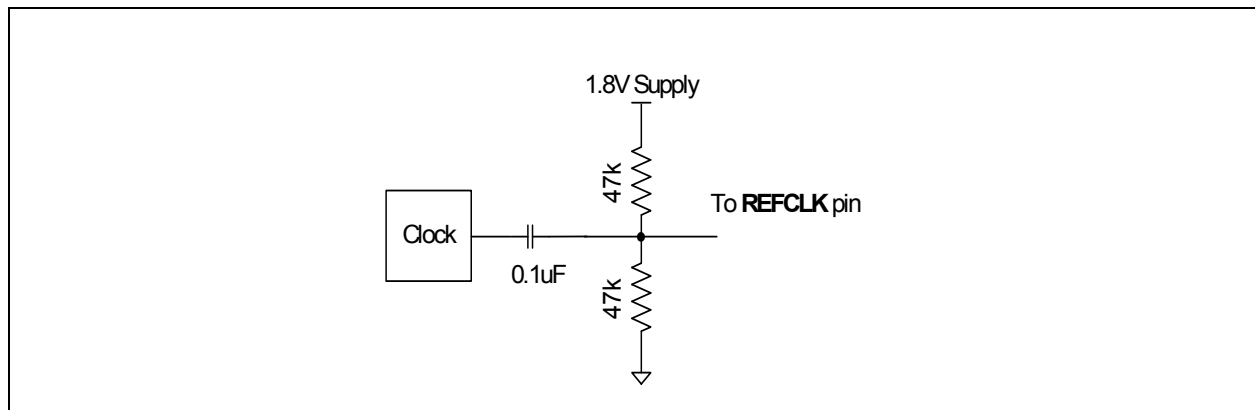 1.8V Supply
47k
To REFCLK pin
Clock
0.1uF
47k